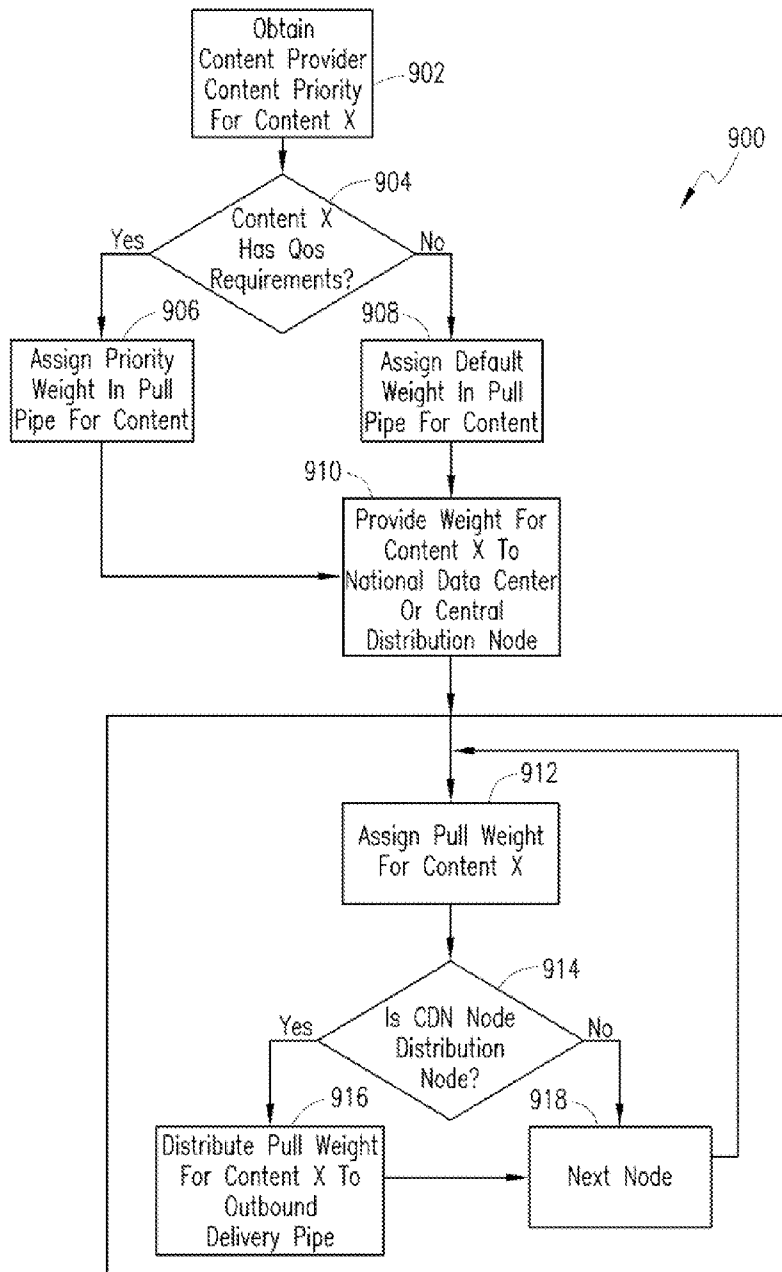 Obtain
Content Provider
Content Priority
For Content X
902
900
904
Content X
Has Qos
Requirements?
Yes
No
906
908
Assign Priority
Weight In Pull
Pipe For Content
Assign Default
Weight In Pull
Pipe For Content
910
Provide Weight For
Content X To
National Data Center
Or Central
Distribution Node
912
Assign Pull Weight
For Content X
914
Is CDN Node
Distribution
Node?
Yes
No
916
918
Distribute Pull Weight
For Content X To
Outbound
Delivery Pipe
Next Node